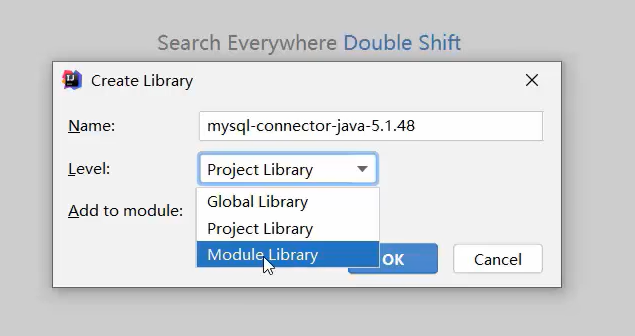 Search Everywhere Double Shift
Create Library
Name: mysql-connector-java-5.1.48
Level: Project Library
Global Library
Project Library
Add to module:
Module Library
OK
Cancel